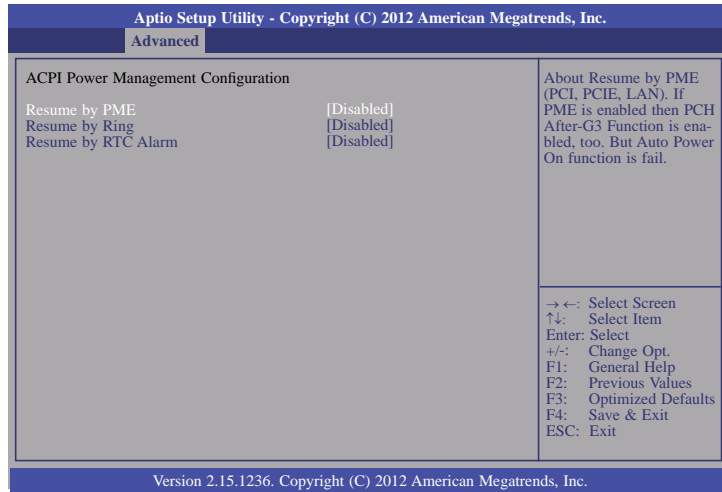 Aptio Setup Utility - Copyright (C) 2012 American Megatrends, Inc.
Advanced
ACPI Power Management Configuration
Resume by PME [Disabled]
Resume by Ring [Disabled]
Resume by RTC Alarm [Disabled]
About Resume by PME
(PCI, PCIE, LAN). If
PME is enabled then PCH
After-G3 Function is ena-
bled, too. But Auto Power
On function is fail.
→←: Select Screen
↑↓: Select Item
Enter: Select
+/-: Change Opt.
F1: General Help
F2: Previous Values
F3: Optimized Defaults
F4: Save & Exit
ESC: Exit
Version 2.15.1236. Copyright (C) 2012 American Megatrends, Inc.